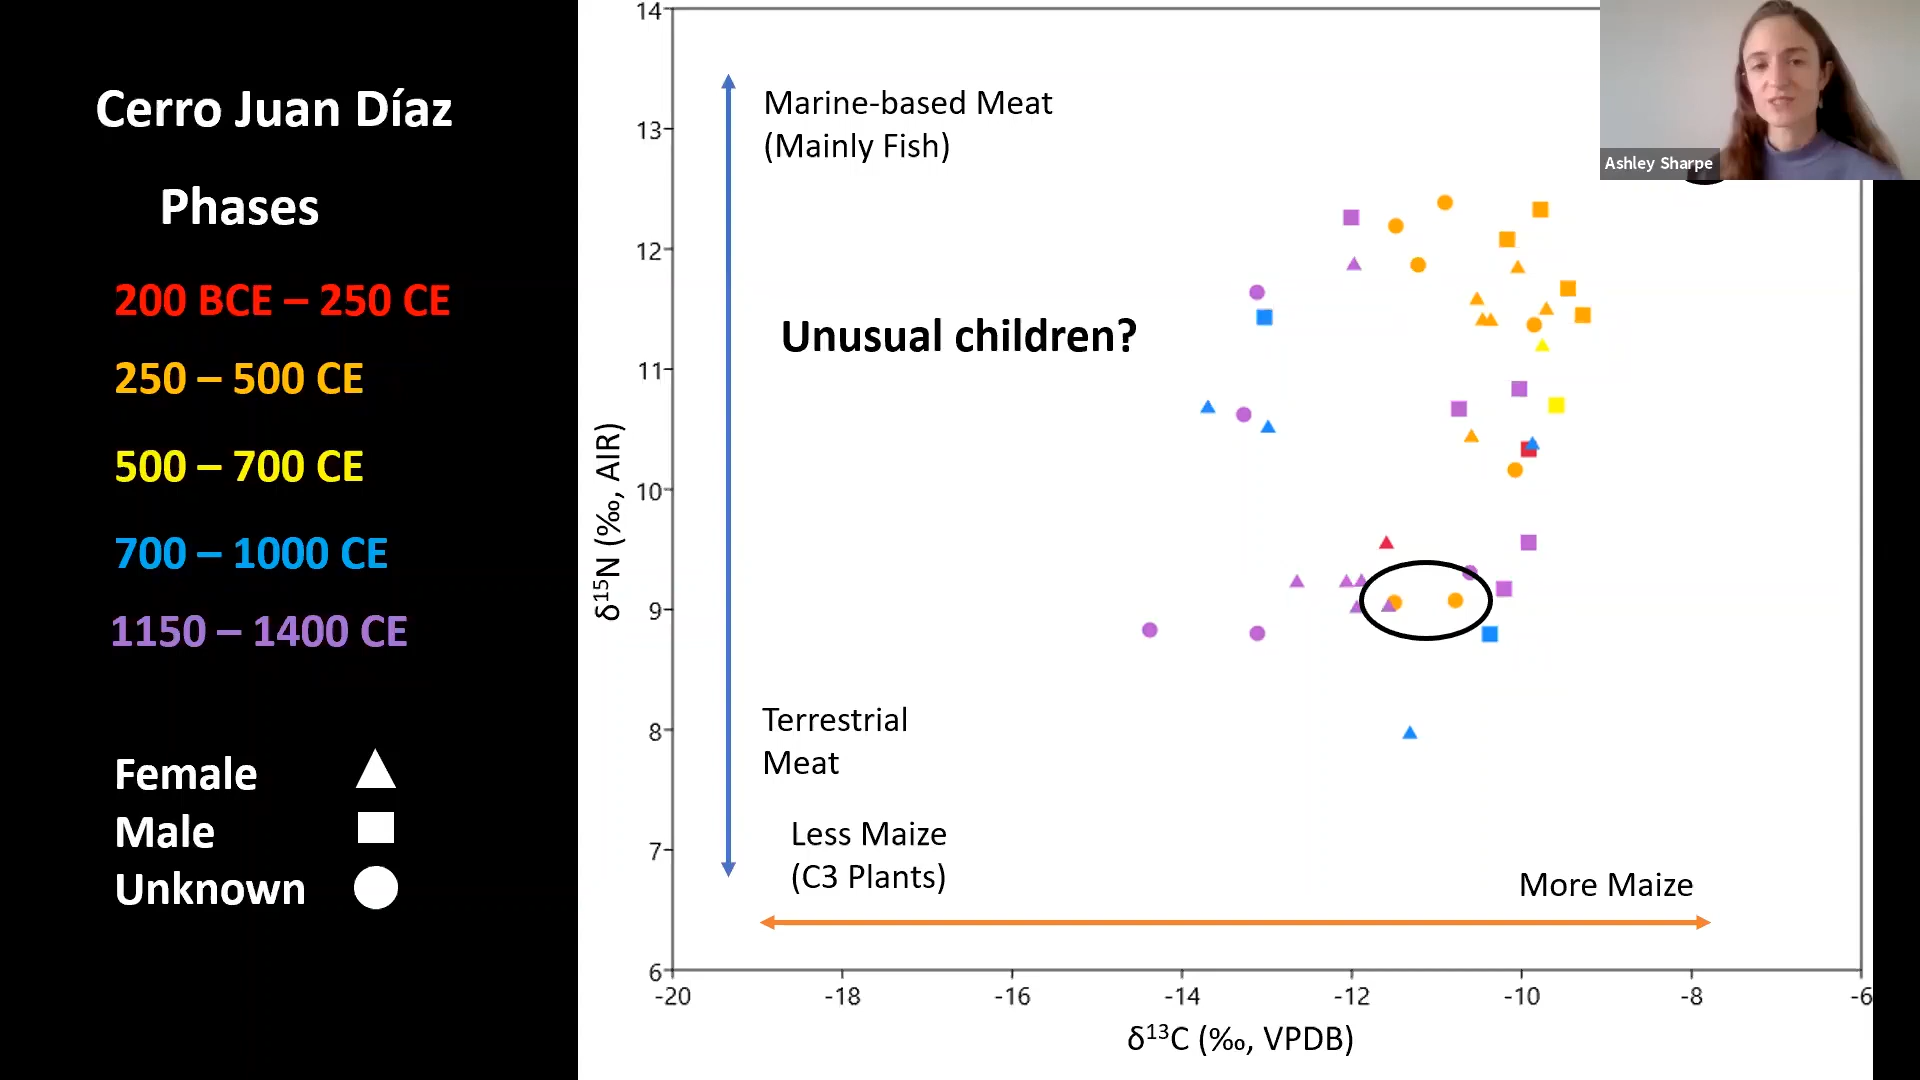 Cerro Juan Díaz
Phases
200 BCE – 250 CE
250 – 500 CE
500 – 700 CE
700 – 1000 CE
1150 – 1400 CE
Female
Male
Unknown
14
13
12
11
10
9
8
7
6
δ¹⁵N (‰, AIR)
Marine-based Meat
(Mainly Fish)
Unusual children?
Terrestrial
Meat
Less Maize
(C3 Plants)
More Maize
-20
-18
-16
-14
-12
-10
-8
-6
δ¹³C (‰, VPDB)
Ashley Sharpe